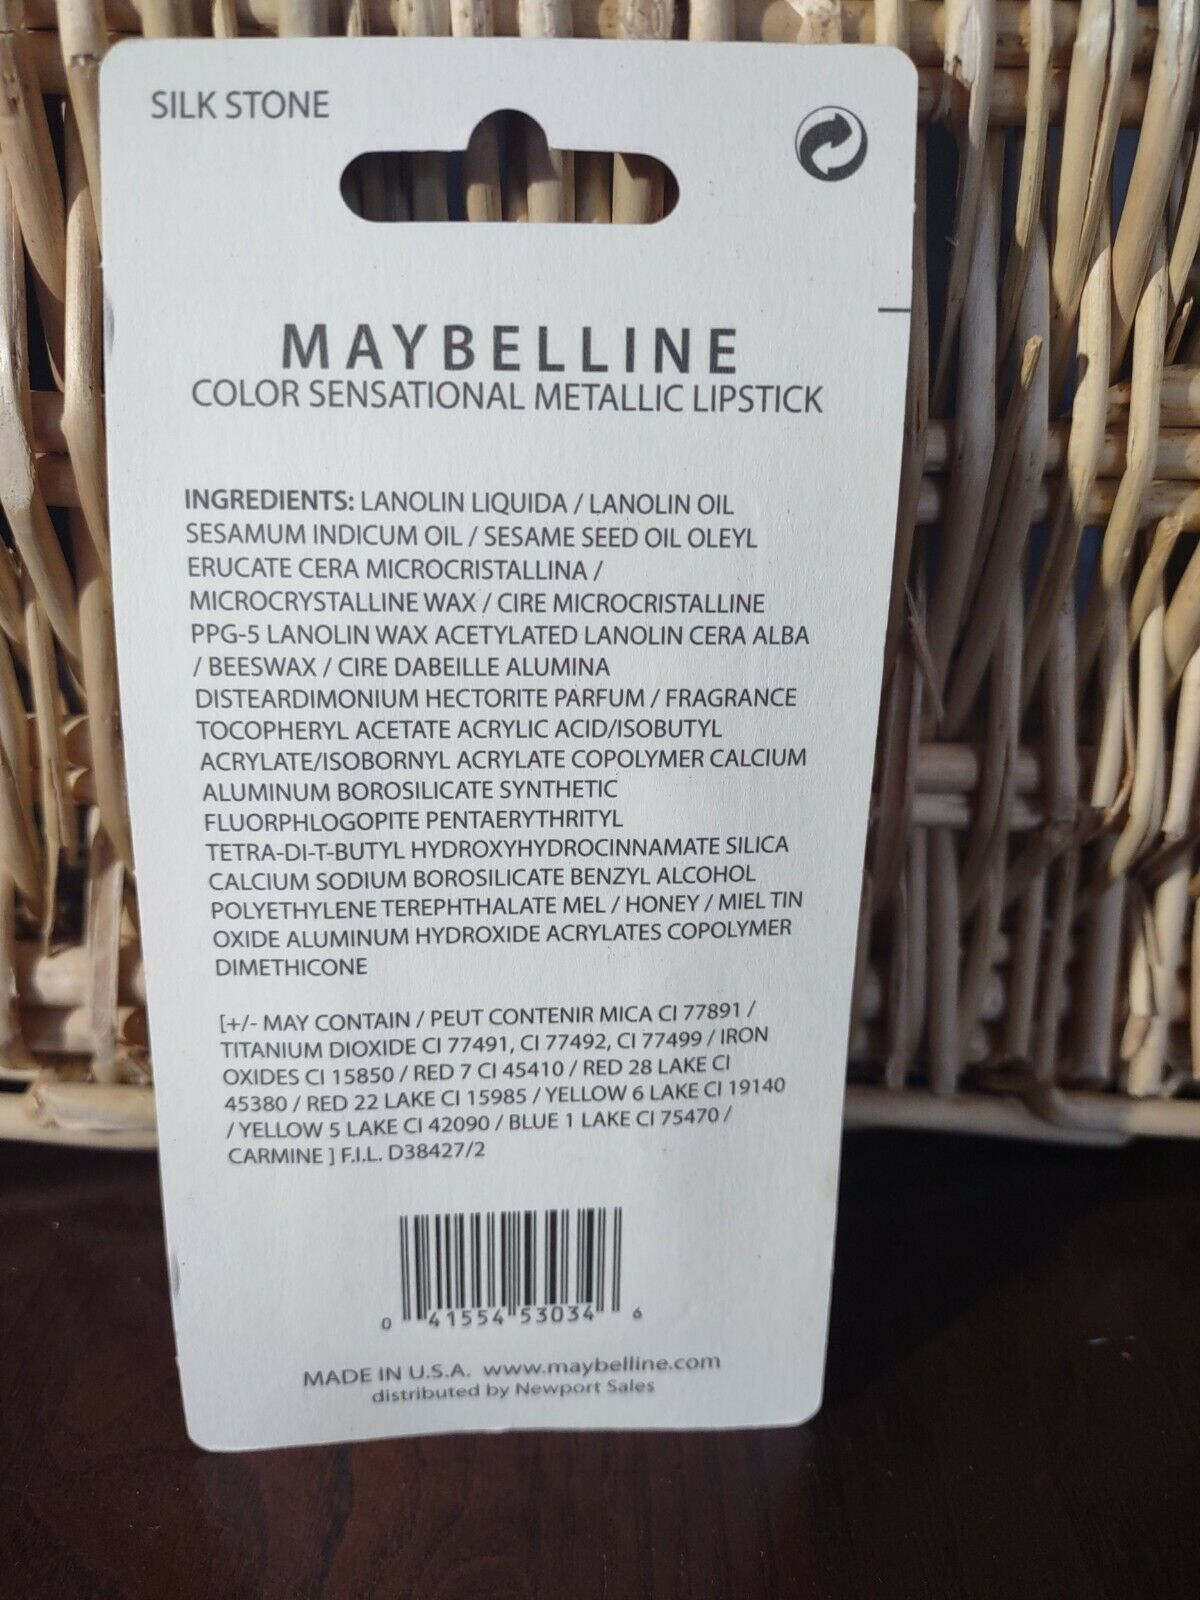 SILK STONE
MAYBELLINE
COLOR SENSATIONAL METALLIC LIPSTICK
INGREDIENTS: LANOLIN LIQUIDA / LANOLIN OIL
SESAMUM INDICUM OIL / SESAME SEED OIL OLEYL
ERUCATE CERA MICROCRISTALLINA /
MICROCRYSTALLINE WAX / CIRE MICROCRISTALLINE
PPG-5 LANOLIN WAX ACETYLATED LANOLIN CERA ALBA
/ BEESWAX / CIRE DABEILLE ALUMINA
DISTEARDIMONIUM HECTORITE PARFUM / FRAGRANCE
TOCOPHERYL ACETATE ACRYLIC ACID/ISOBUTYL
ACRYLATE/ISOBORNYL ACRYLATE COPOLYMER CALCIUM
ALUMINUM BOROSILICATE SYNTHETIC
FLUORPHLOGOPITE PENTAERYTHRITYL
TETRA-DI-T-BUTYL HYDROXYHYDROCINNAMATE SILICA
CALCIUM SODIUM BOROSILICATE BENZYL ALCOHOL
POLYETHYLENE TEREPHTHALATE MEL / HONEY / MIEL TIN
OXIDE ALUMINUM HYDROXIDE ACRYLATES COPOLYMER
DIMETHICONE
[+/- MAY CONTAIN / PEUT CONTENIR MICA CI 77891 /
TITANIUM DIOXIDE CI 77491, CI 77492, CI 77499 / IRON
OXIDES CI 15850 / RED 7 CI 45410 / RED 28 LAKE CI
45380 / RED 22 LAKE CI 15985 / YELLOW 6 LAKE CI 19140
/ YELLOW 5 LAKE CI 42090 / BLUE 1 LAKE CI 75470 /
CARMINE ] F.I.L. D38427/2
0 41554 53034 6
MADE IN U.S.A. www.maybelline.com
distributed by Newport Sales